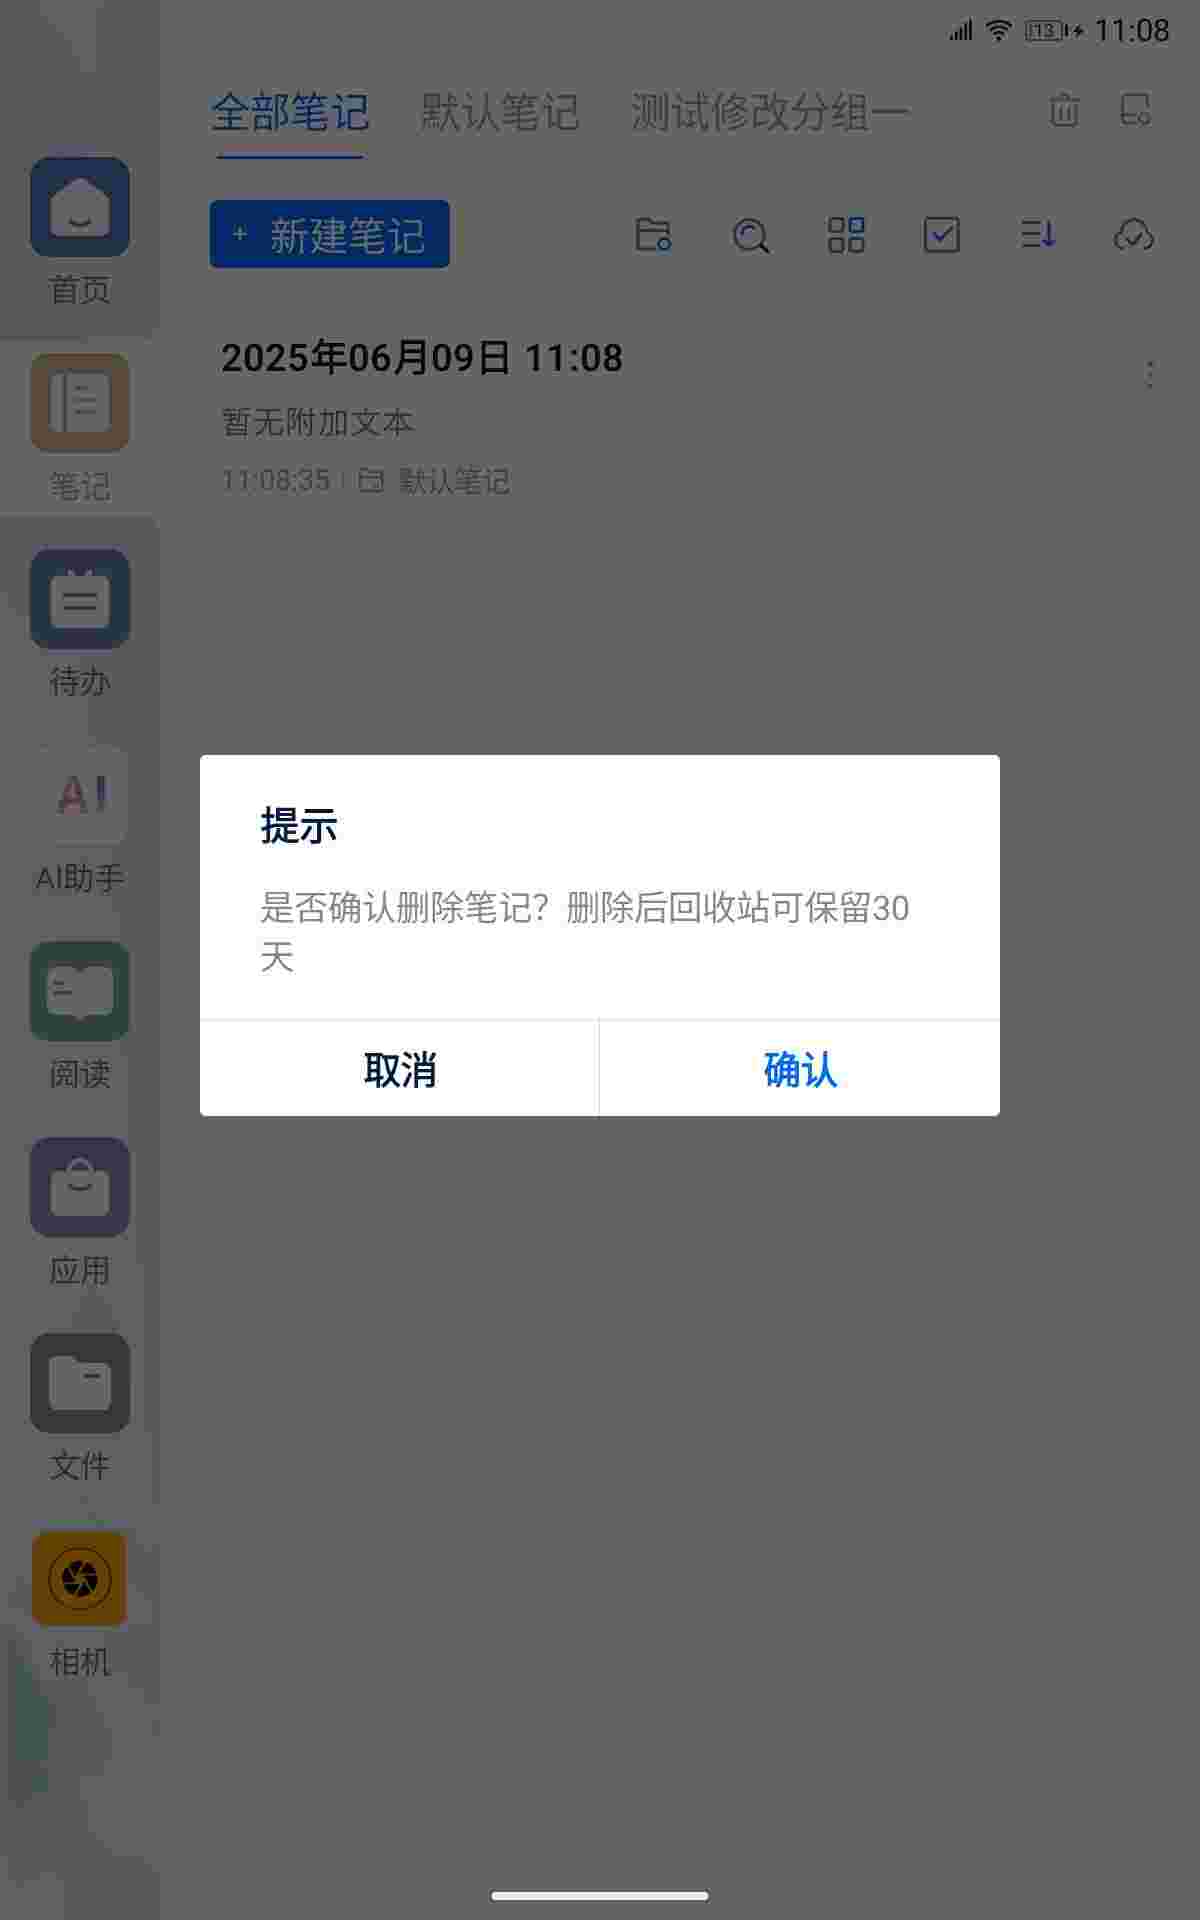 11:08
全部笔记 默认笔记 测试修改分组一
+ 新建笔记
2025年06月09日 11:08
暂无附加文本
11:08:35 默认笔记
首页
笔记
待办
AI
AI助手
阅读
应用
文件
相机
提示
是否确认删除笔记？删除后回收站可保留30
天
取消 确认